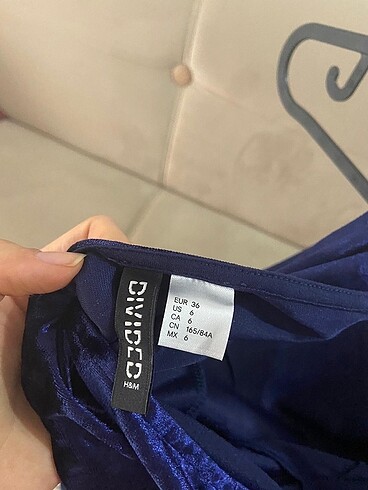 DIVIDED
H&M
EUR 36
US 6
CA 6
CN 165/84A
MX 6